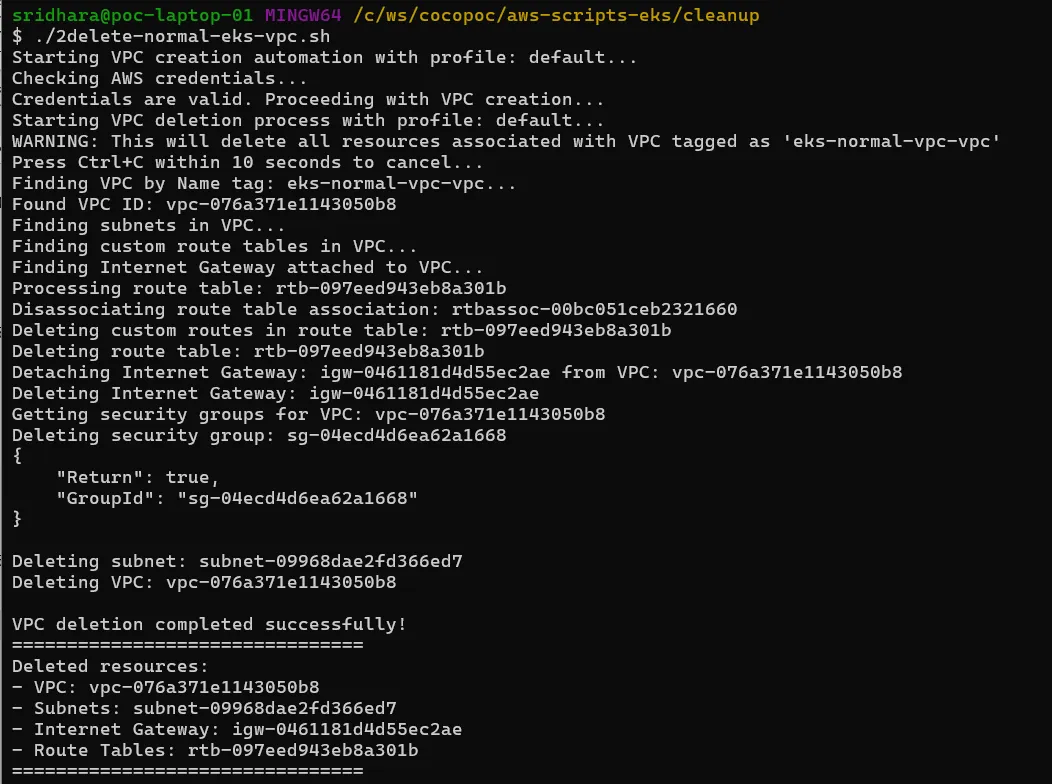 sridhara@poc-laptop-01 MINGW64 /c/ws/cocopoc/aws-scripts-eks/cleanup
$ ./2delete-normal-eks-vpc.sh
Starting VPC creation automation with profile: default...
Checking AWS credentials...
Credentials are valid. Proceeding with VPC creation...
Starting VPC deletion process with profile: default...
WARNING: This will delete all resources associated with VPC tagged as 'eks-normal-vpc-vpc'
Press Ctrl+C within 10 seconds to cancel...
Finding VPC by Name tag: eks-normal-vpc-vpc...
Found VPC ID: vpc-076a371e1143050b8
Finding subnets in VPC...
Finding custom route tables in VPC...
Finding Internet Gateway attached to VPC...
Processing route table: rtb-097eed943eb8a301b
Disassociating route table association: rtbassoc-00bc051ceb2321660
Deleting custom routes in route table: rtb-097eed943eb8a301b
Deleting route table: rtb-097eed943eb8a301b
Detaching Internet Gateway: igw-0461181d4d55ec2ae from VPC: vpc-076a371e1143050b8
Deleting Internet Gateway: igw-0461181d4d55ec2ae
Getting security groups for VPC: vpc-076a371e1143050b8
Deleting security group: sg-04ecd4d6ea62a1668
{
    "Return": true,
    "GroupId": "sg-04ecd4d6ea62a1668"
}
Deleting subnet: subnet-09968dae2fd366ed7
Deleting VPC: vpc-076a371e1143050b8
VPC deletion completed successfully!
================================
Deleted resources:
- VPC: vpc-076a371e1143050b8
- Subnets: subnet-09968dae2fd366ed7
- Internet Gateway: igw-0461181d4d55ec2ae
- Route Tables: rtb-097eed943eb8a301b
================================